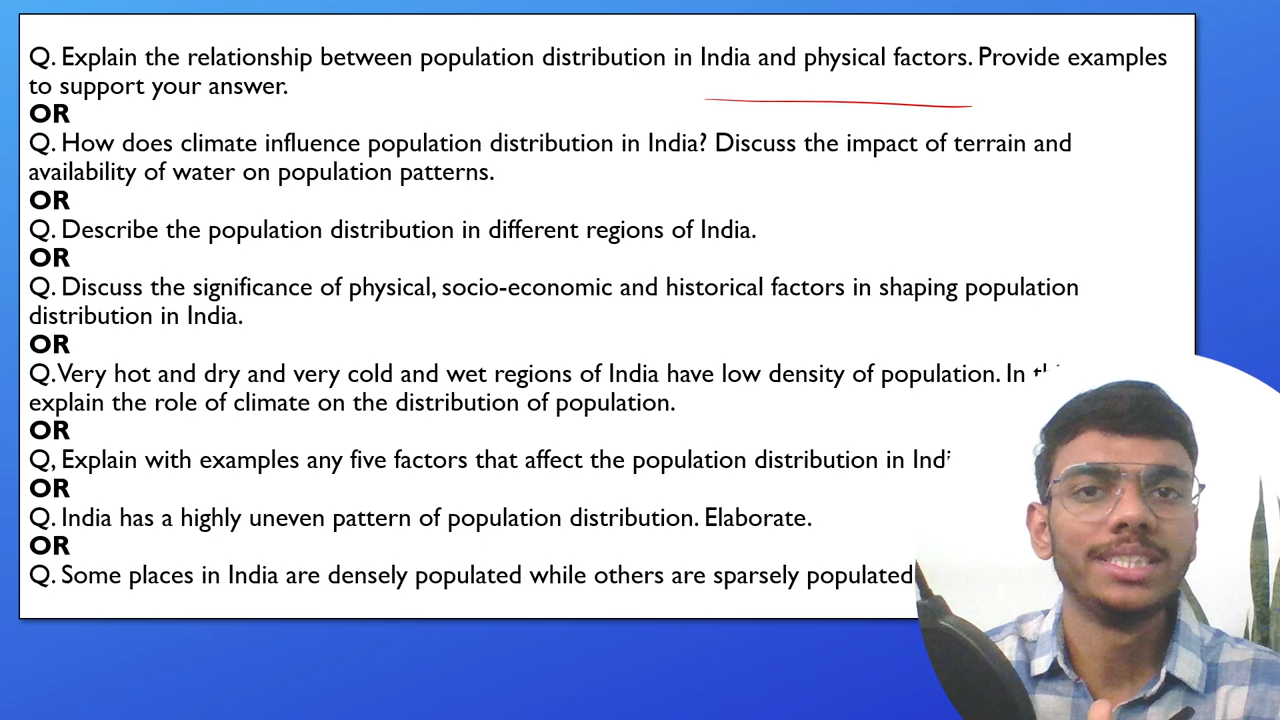 Q. Explain the relationship between population distribution in India and physical factors. Provide examples
to support your answer.
OR
Q. How does climate influence population distribution in India? Discuss the impact of terrain and
availability of water on population patterns.
OR
Q. Describe the population distribution in different regions of India.
OR
Q. Discuss the significance of physical, socio-economic and historical factors in shaping population
distribution in India.
OR
Q. Very hot and dry and very cold and wet regions of India have low density of population. In
explain the role of climate on the distribution of population.
OR
Q, Explain with examples any five factors that affect the population distribution in
OR
Q. India has a highly uneven pattern of population distribution. Elaborate.
OR
Q. Some places in India are densely populated while others are sparsely populated